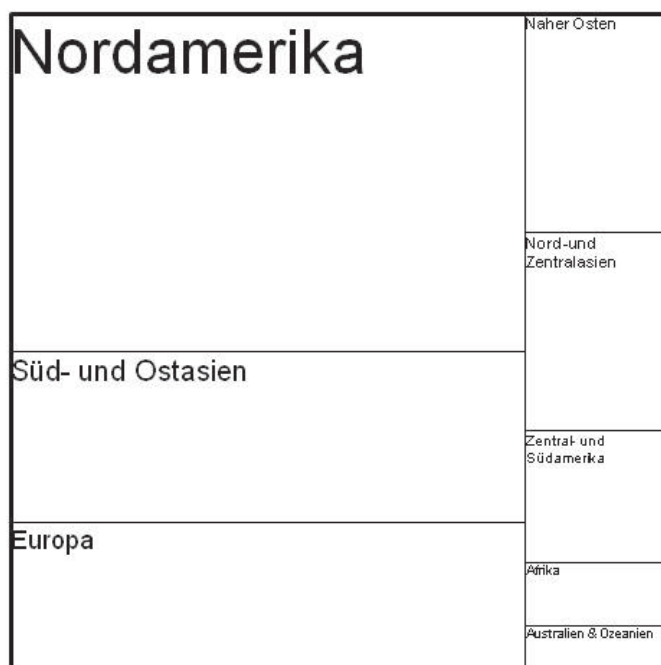 Nordamerika
Süd- und Ostasien
Europa
Naher Osten
Nord-und
Zentralasien
Zentral- und
Südamerika
Afrika
Australien & Ozeanien